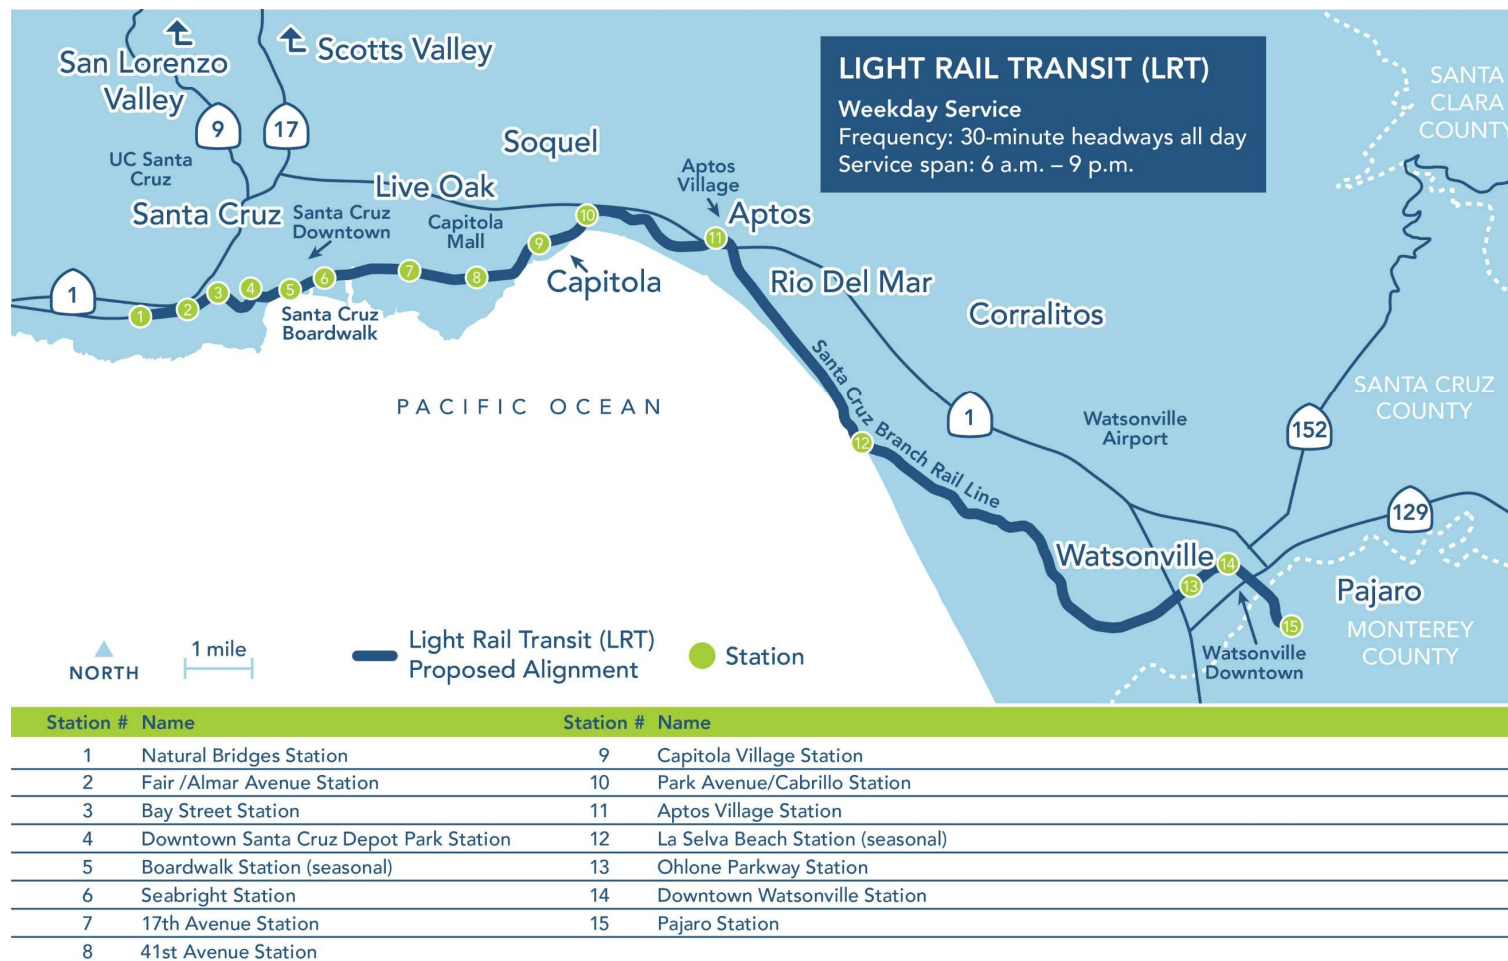 San Lorenzo
Valley
Scotts Valley
9
17
UC Santa
Cruz
Santa Cruz
Santa Cruz
Downtown
Live Oak
Soquel
Capitola
Mall
Aptos
Village
Aptos
LIGHT RAIL TRANSIT (LRT)
Weekday Service
Frequency: 30-minute headways all day
Service span: 6 a.m. – 9 p.m.
SANTA
CLARA
COUNTY
1
1
2
3
4
5
6
7
8
9
10
11
Santa Cruz
Boardwalk
Capitola
Rio Del Mar
Corralitos
PACIFIC OCEAN
Santa Cruz Branch Rail Line
12
1
Watsonville
Airport
152
SANTA CRUZ
COUNTY
129
Watsonville
13
14
15
Pajaro
MONTEREY
COUNTY
Watsonville
Downtown
NORTH
1 mile
Light Rail Transit (LRT)
Proposed Alignment
Station
Station # Name Station # Name
1 Natural Bridges Station 9 Capitola Village Station
2 Fair /Almar Avenue Station 10 Park Avenue/Cabrillo Station
3 Bay Street Station 11 Aptos Village Station
4 Downtown Santa Cruz Depot Park Station 12 La Selva Beach Station (seasonal)
5 Boardwalk Station (seasonal) 13 Ohlone Parkway Station
6 Seabright Station 14 Downtown Watsonville Station
7 17th Avenue Station 15 Pajaro Station
8 41st Avenue Station